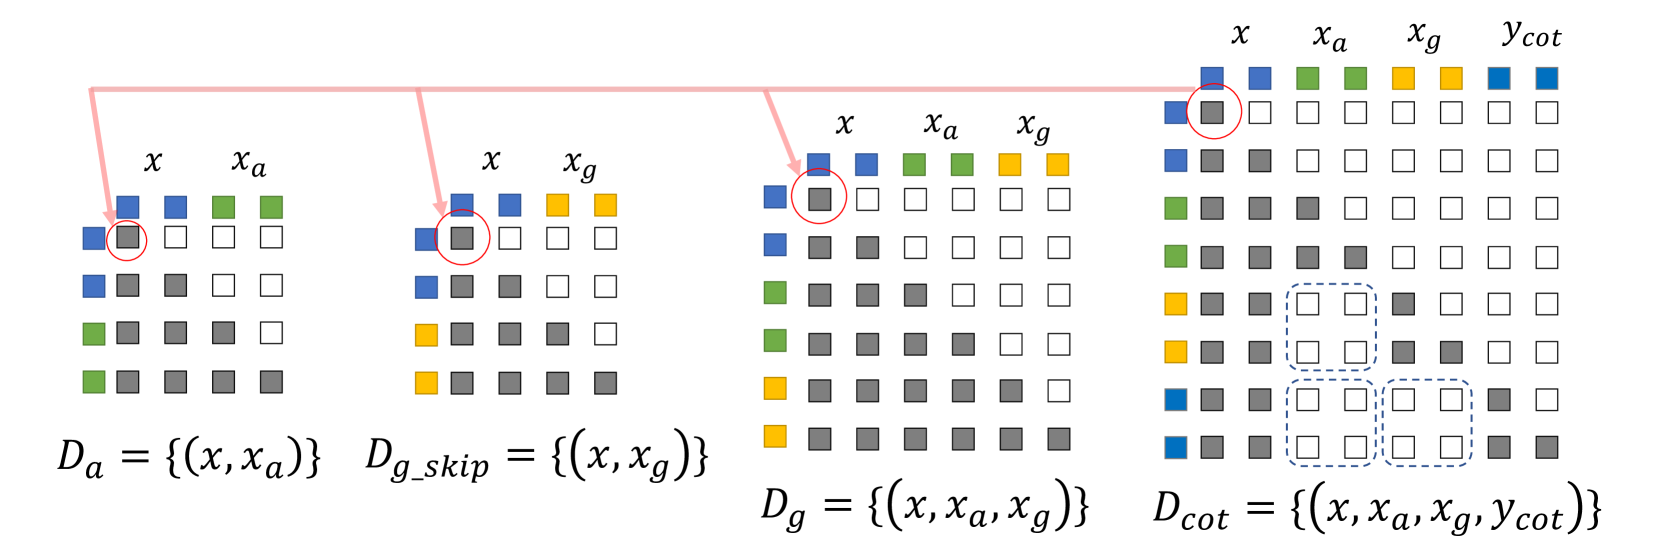 x x_a
D_a = {(x, x_a)}
x x_g
D_{g_skip} = {(x, x_g)}
x x_a x_g
D_g = {(x, x_a, x_g)}
x x_a x_g y_{cot}
D_{cot} = {(x, x_a, x_g, y_{cot})}